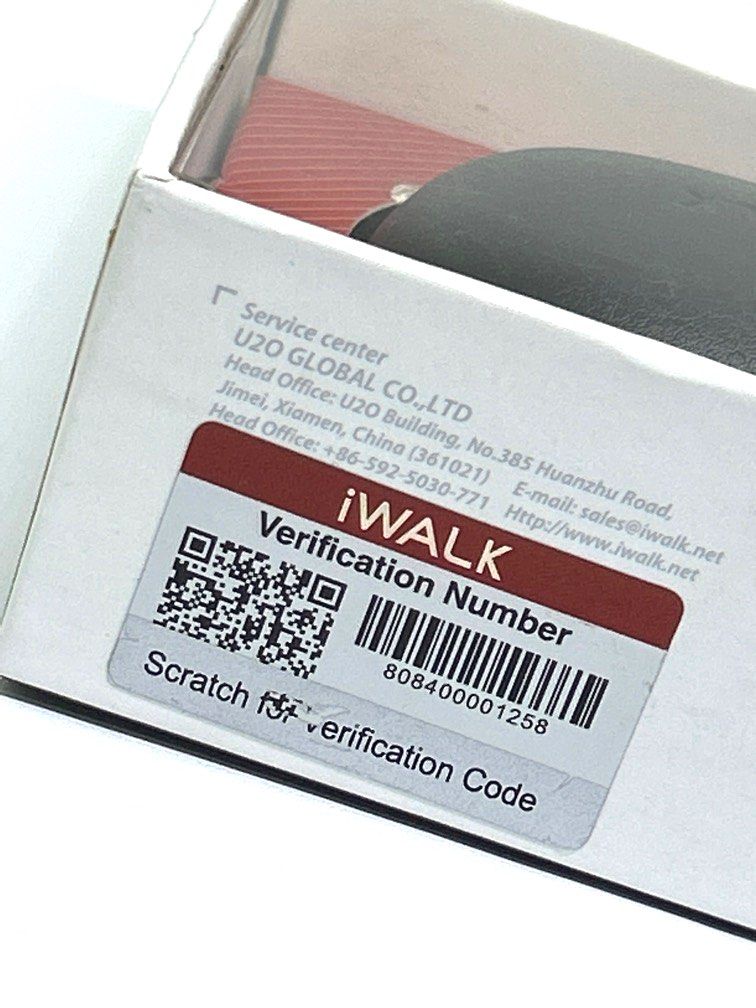 Service center
U2O GLOBAL CO.,LTD
Head Office: U2O Building, No.385 Huanzhu Road,
Jimei, Xiamen, China (361021) E-mail: sales@iwalk.net
Head Office: +86-592-5030-771 Http://www.iwalk.net
iWALK
Verification Number
808400001258
Scratch for Verification Code